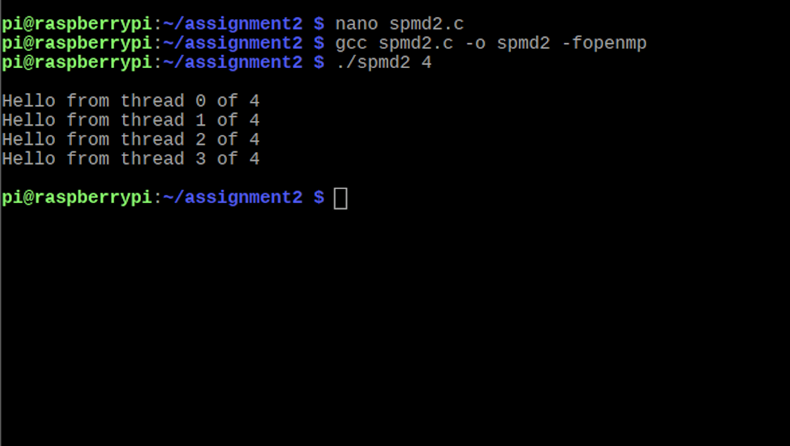 pi@raspberrypi:~/assignment2 $ nano spmd2.c
pi@raspberrypi:~/assignment2 $ gcc spmd2.c -o spmd2 -fopenmp
pi@raspberrypi:~/assignment2 $ ./spmd2 4
Hello from thread 0 of 4
Hello from thread 1 of 4
Hello from thread 2 of 4
Hello from thread 3 of 4
pi@raspberrypi:~/assignment2 $